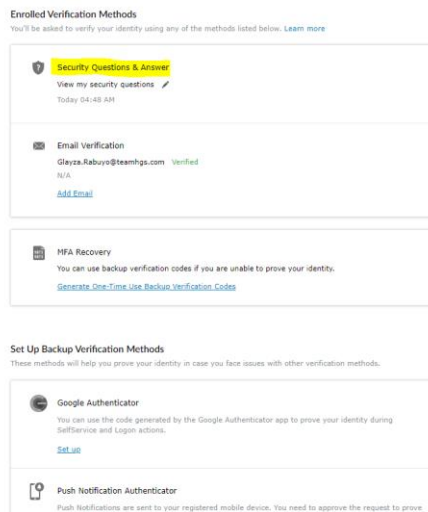 Enrolled Verification Methods
You'll be asked to verify your identity using any of the methods listed below. Learn more
Security Questions & Answer
View my security questions
Today 04:48 AM
Email Verification
Glayza.Rabuyo@teamhgs.com Verified
N/A
Add Email
MFA Recovery
You can use backup verification codes if you are unable to prove your identity.
Generate One-Time Use Backup Verification Codes
Set Up Backup Verification Methods
These methods will help you prove your identity in case you face issues with other verification methods.
Google Authenticator
You can use the code generated by the Google Authenticator app to prove your identity during
SelfService and Logon actions.
Set up
Push Notification Authenticator
Push Notifications are sent to your registered mobile device. You need to approve the request to prove